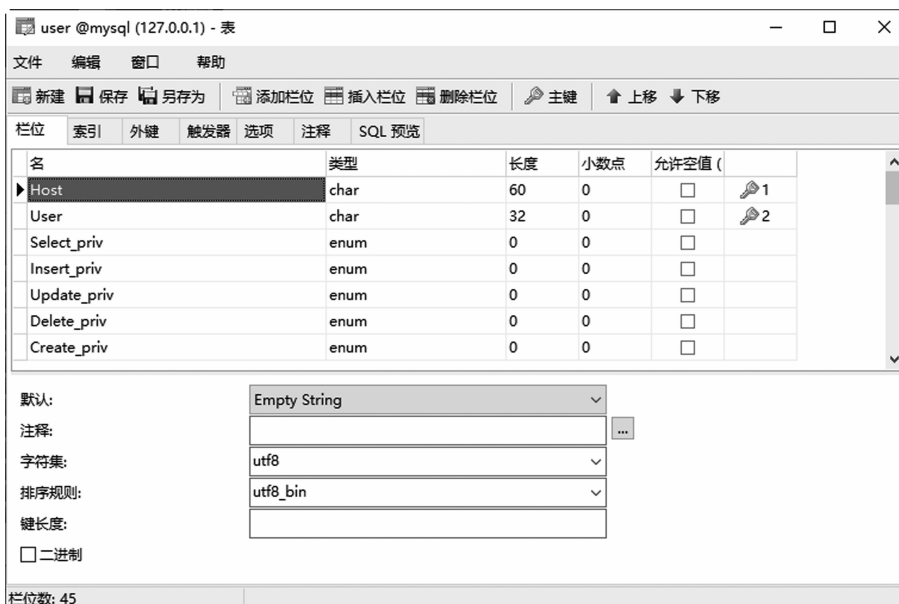 user @mysql (127.0.0.1) - 表
文件 编辑 窗口 帮助
新建 保存 另存为 添加栏位 插入栏位 删除栏位 主键 上移 下移
栏位 索引 外键 触发器 选项 注释 SQL 预览
名 类型 长度 小数点 允许空值 (
Host char 60 0 1
User char 32 0 2
Select_priv enum 0 0
Insert_priv enum 0 0
Update_priv enum 0 0
Delete_priv enum 0 0
Create_priv enum 0 0
默认: Empty String
注释: ...
字符集: utf8
排序规则: utf8_bin
键长度:
二进制
栏位数: 45